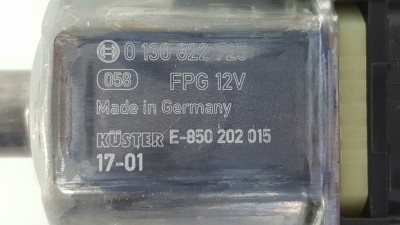 0 130 822 725
058 FPG 12V
Made in Germany
KÜSTER E-850 202 015
17-01